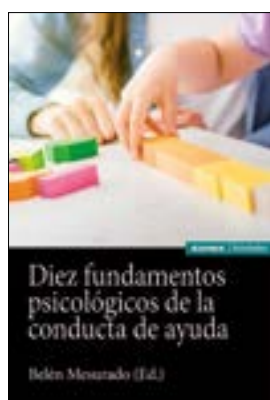 Diez fundamentos
psicológicos de la
conducta de ayuda
Belén Mesurado (Ed.)